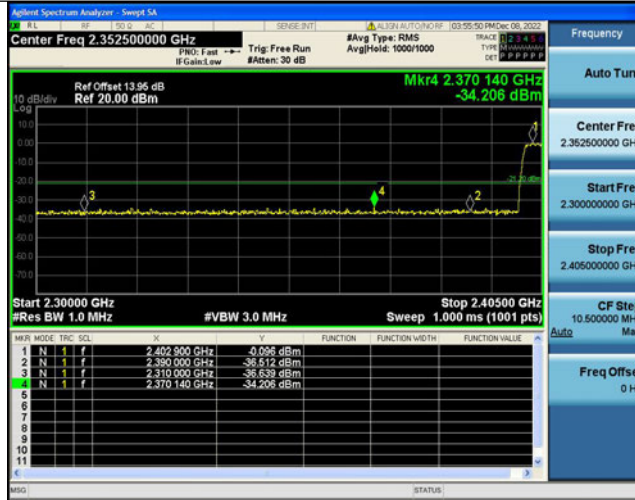 Agilent Spectrum Analyzer - Swept SA
RL RF 50 Ω AC SENSE:INT ALIGN AUTO/NO RF 03:55:50 PM Dec 08, 2022
Center Freq 2.352500000 GHz
#Avg Type: RMS
TRACE 1 2 3 4 5 6
PNO: Fast Trig: Free Run Avg|Hold: 1000/1000 TYPE
IFGain:Low #Atten: 30 dB DET P P P P P P
Ref Offset 13.95 dB
Mkr4 2.370 140 GHz
10 dB/div Ref 20.00 dBm -34.206 dBm
Log
10.0
0.00
-10.0
-20.0
-30.0
-40.0
-50.0
-60.0
-70.0
1
2
3
4
Start 2.30000 GHz Stop 2.40500 GHz
#Res BW 1.0 MHz #VBW 3.0 MHz Sweep 1.000 ms (1001 pts)
MKR MODE TRC SCL X Y FUNCTION FUNCTION WIDTH FUNCTION VALUE
1 N 1 f 2.402 900 GHz -0.096 dBm
2 N 1 f 2.390 000 GHz -36.512 dBm
3 N 1 f 2.310 000 GHz -36.639 dBm
4 N 1 f 2.370 140 GHz -34.206 dBm
5
6
7
8
9
10
11
MSG STATUS
Frequency
Auto Tun
Center Fre
2.352500000 GH
Start Fre
2.300000000 GH
Stop Fre
2.405000000 GH
CF Ste
10.500000 MH
Auto Ma
Freq Offse
0 H